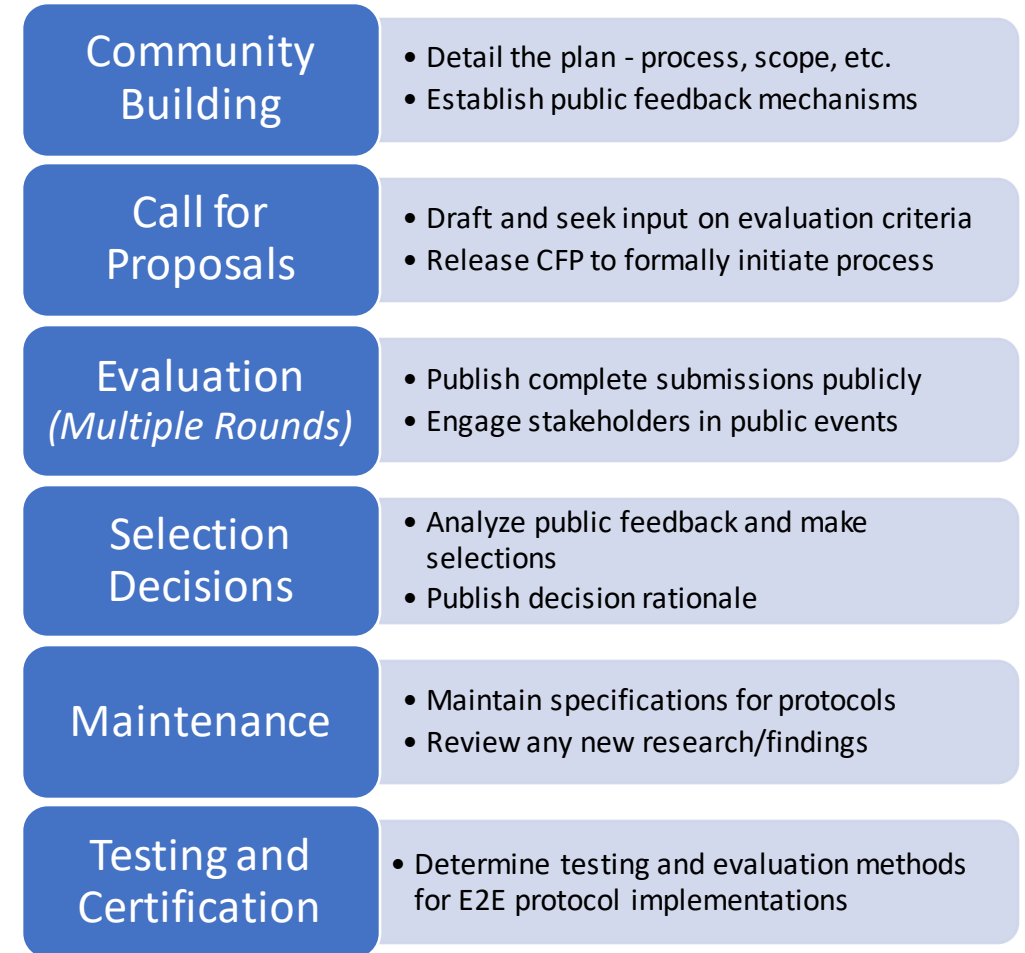 Community
Building
• Detail the plan - process, scope, etc.
• Establish public feedback mechanisms
Call for
Proposals
• Draft and seek input on evaluation criteria
• Release CFP to formally initiate process
Evaluation
(Multiple Rounds)
• Publish complete submissions publicly
• Engage stakeholders in public events
Selection
Decisions
• Analyze public feedback and make
selections
• Publish decision rationale
Maintenance
• Maintain specifications for protocols
• Review any new research/findings
Testing and
Certification
• Determine testing and evaluation methods
for E2E protocol implementations